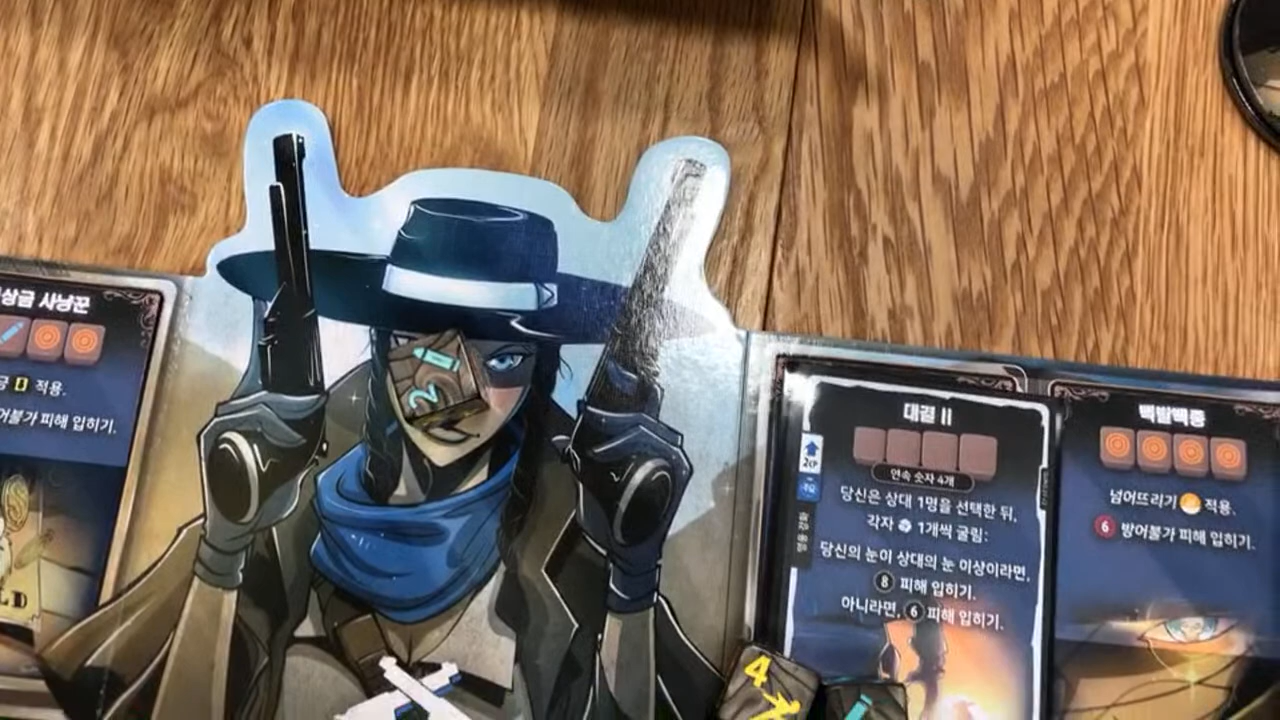 상금 사냥꾼
적용.
피해 입히기.
LD
2
4
대결 II
2CP
연속 숫자 4개
당신은 상대 1명을 선택한 뒤,
각자 1개씩 굴림:
당신의 눈이 상대의 눈 이상이라면,
8 피해 입히기.
아니라면, 6 피해 입히기.
백발백중
넘어뜨리기 적용.
6 방어불가 피해 입히기.